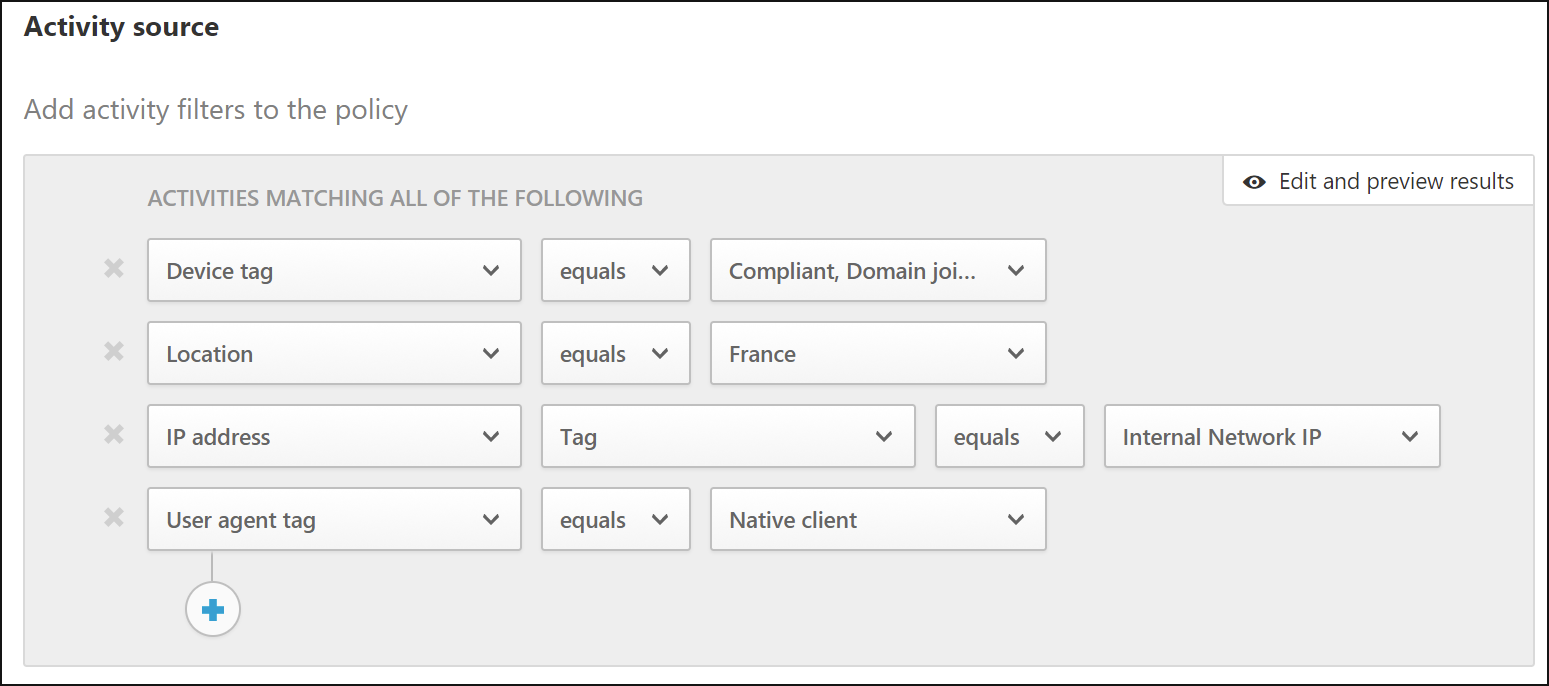 Activity source
Add activity filters to the policy
Edit and preview results
ACTIVITIES MATCHING ALL OF THE FOLLOWING
Device tag equals Compliant, Domain joi...
Location equals France
IP address Tag equals Internal Network IP
User agent tag equals Native client